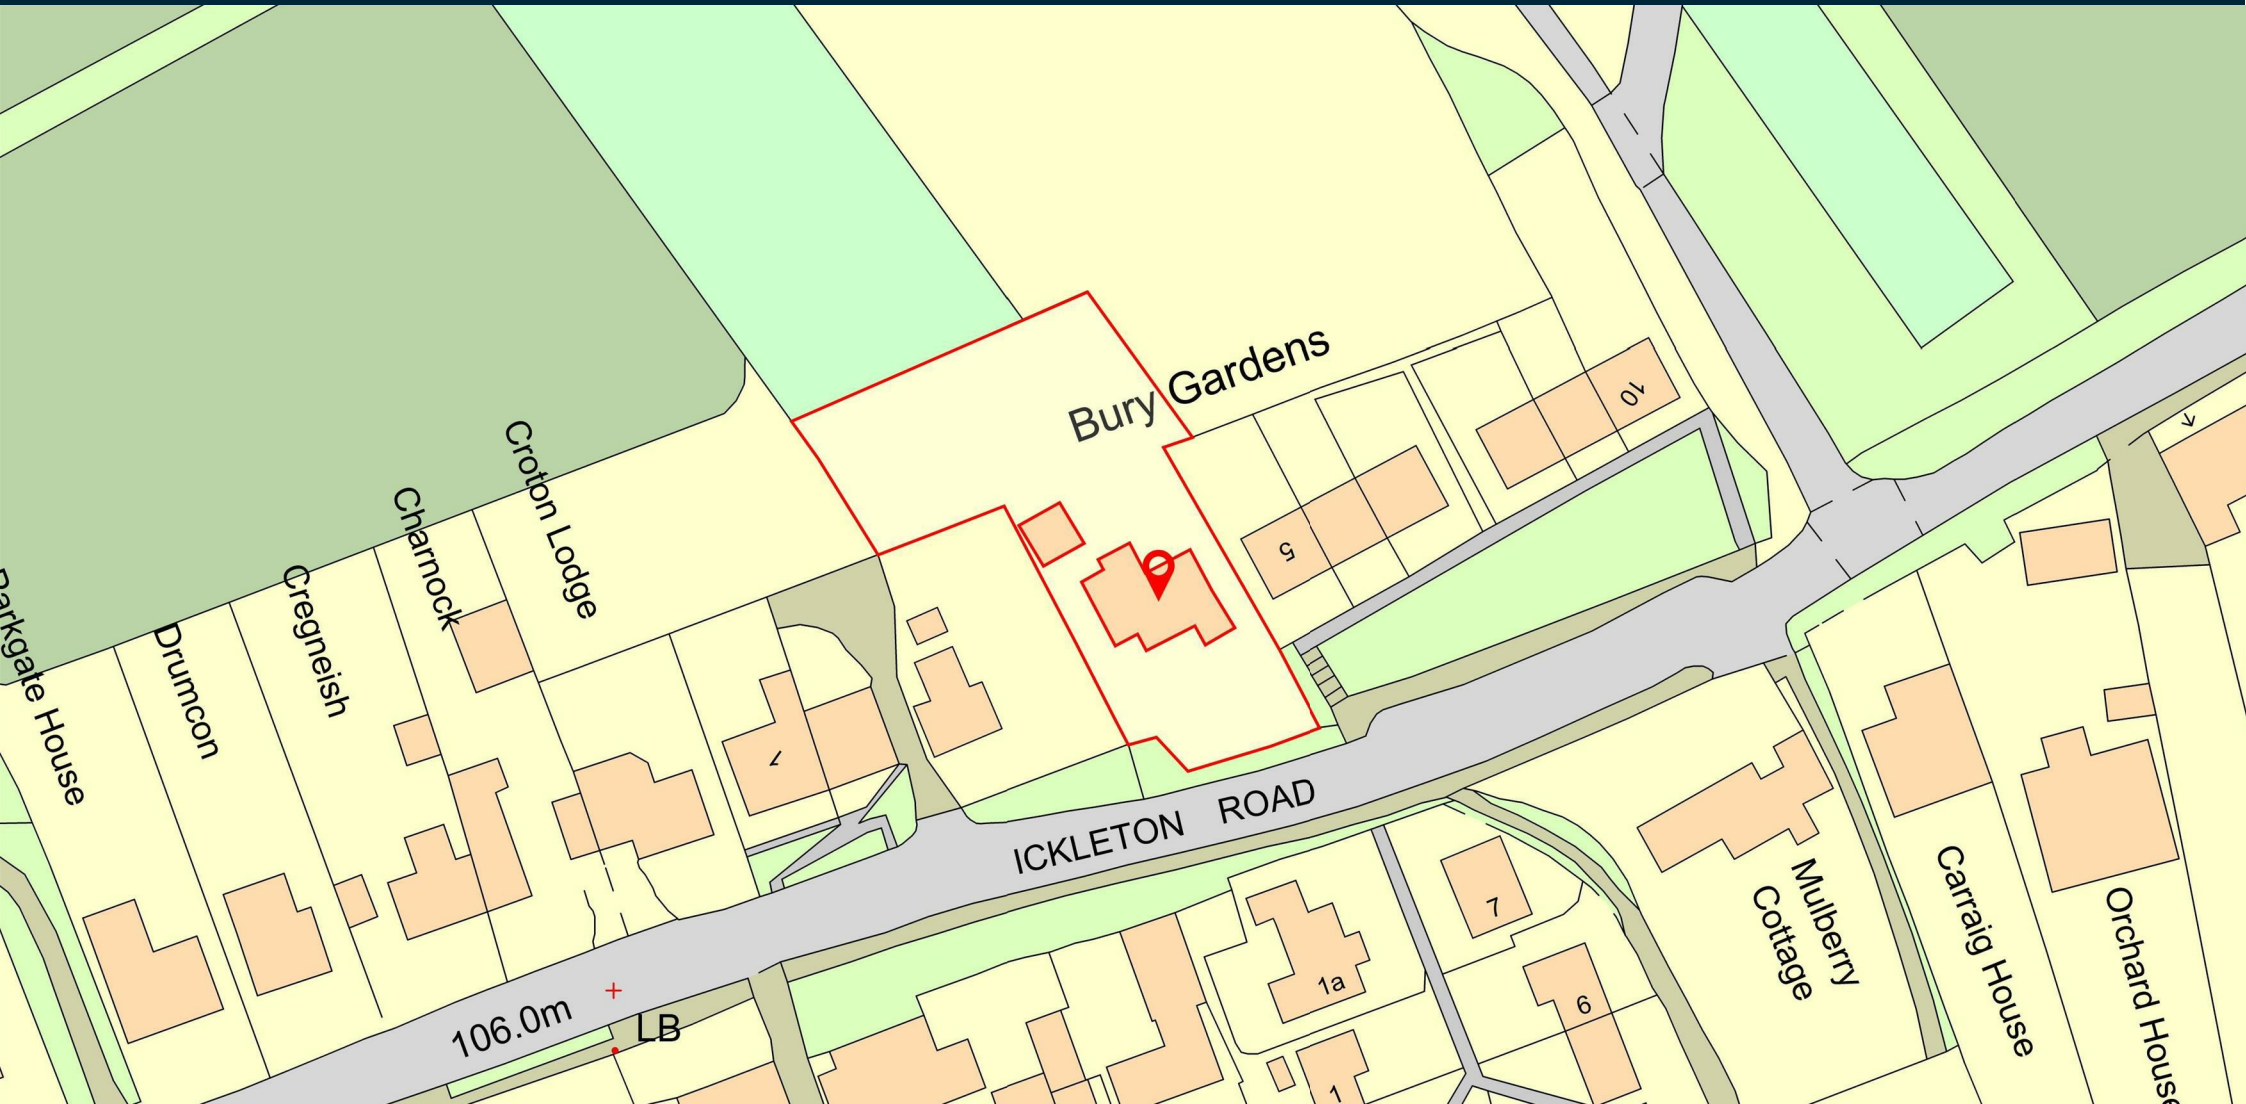 Bury Gardens
10
5
Croton Lodge
Charnock
Cregneish
Drumcon
Parkgate House
1
ICKLETON ROAD
106.0m
LB
1a
7
6
1
Mulberry
Cottage
Carraig House
Orchard House